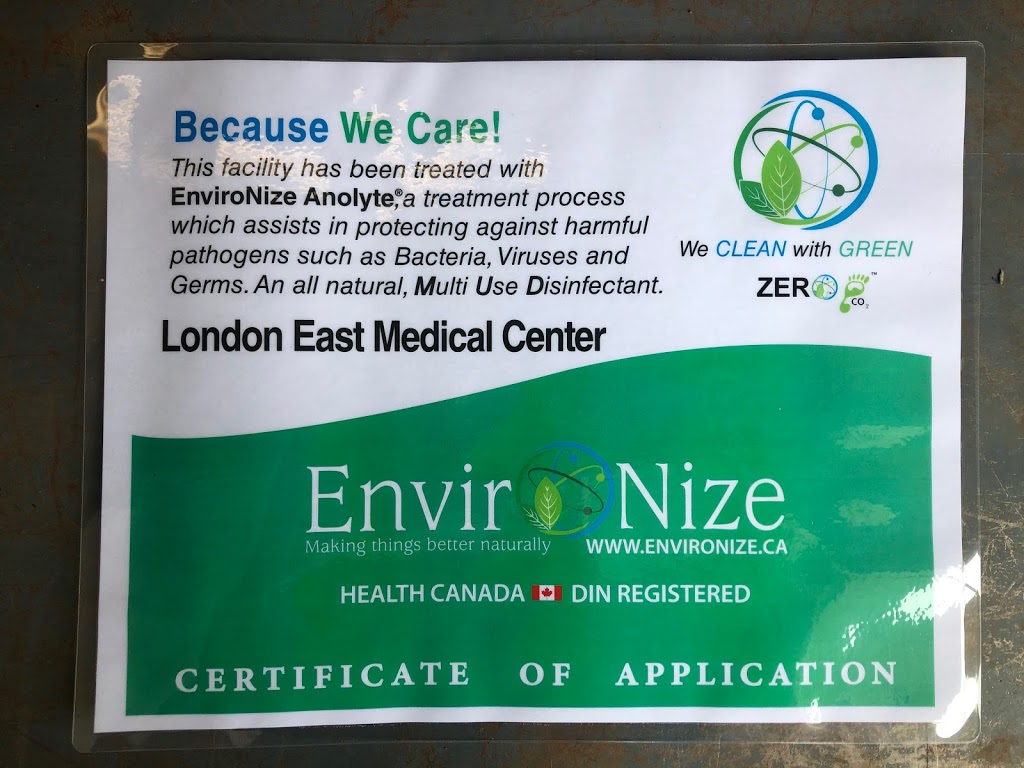 Because We Care!
This facility has been treated with
EnviroNize Anolyte®, a treatment process
which assists in protecting against harmful
pathogens such as Bacteria, Viruses and
Germs. An all natural, Multi Use Disinfectant.
London East Medical Center
We CLEAN with GREEN
ZERO CO₂ ™
EnviroNize
Making things better naturally
WWW.ENVIRONIZE.CA
HEALTH CANADA DIN REGISTERED
CERTIFICATE OF APPLICATION